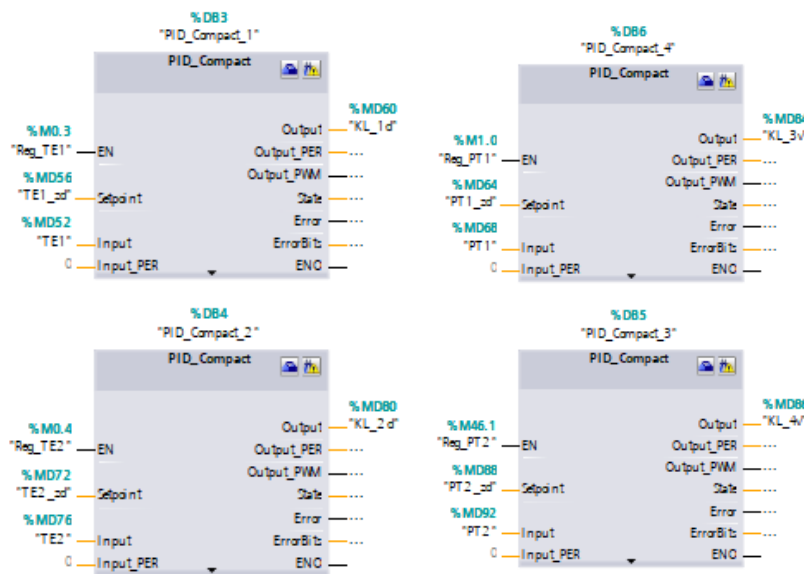 %DB3
"PID_Compact_1"
PID_Compact
%M0.3
"Reg_TE1"
EN
%MD56
"TE1_zd"
Setpoint
%MD52
"TE1"
Input
0
Input_PER
Output
%MD60
"KL_1d"
Output_PER
...
Output_PWM
State
...
Error
ErrorBits
...
ENO
%DB6
"PID_Compact_4"
PID_Compact
%M1.0
"Reg_PT1"
EN
%MD64
"PT1_zd"
Setpoint
%MD68
"PT1"
Input
0
Input_PER
Output
%MD84
"KL_3v
Output_PER
...
Output_PWM
State
...
Error
...
ErrorBits
...
ENO
%DB4
"PID_Compact_2"
PID_Compact
%M0.4
"Reg_TE2"
EN
%MD72
"TE2_zd"
Setpoint
%MD76
"TE2"
Input
0
Input_PER
Output
%MD80
"KL_2d"
Output_PER
...
Output_PWM
...
State
...
Error
...
ErrorBits
...
ENO
%DB5
"PID_Compact_3"
PID_Compact
%M46.1
"Reg_PT2"
EN
%MD88
"PT2_zd"
Setpoint
%MD92
"PT2"
Input
0
Input_PER
Output
"KL_4v
Output_PER
...
Output_PWM
...
State
...
Error
...
ErrorBits
...
ENO